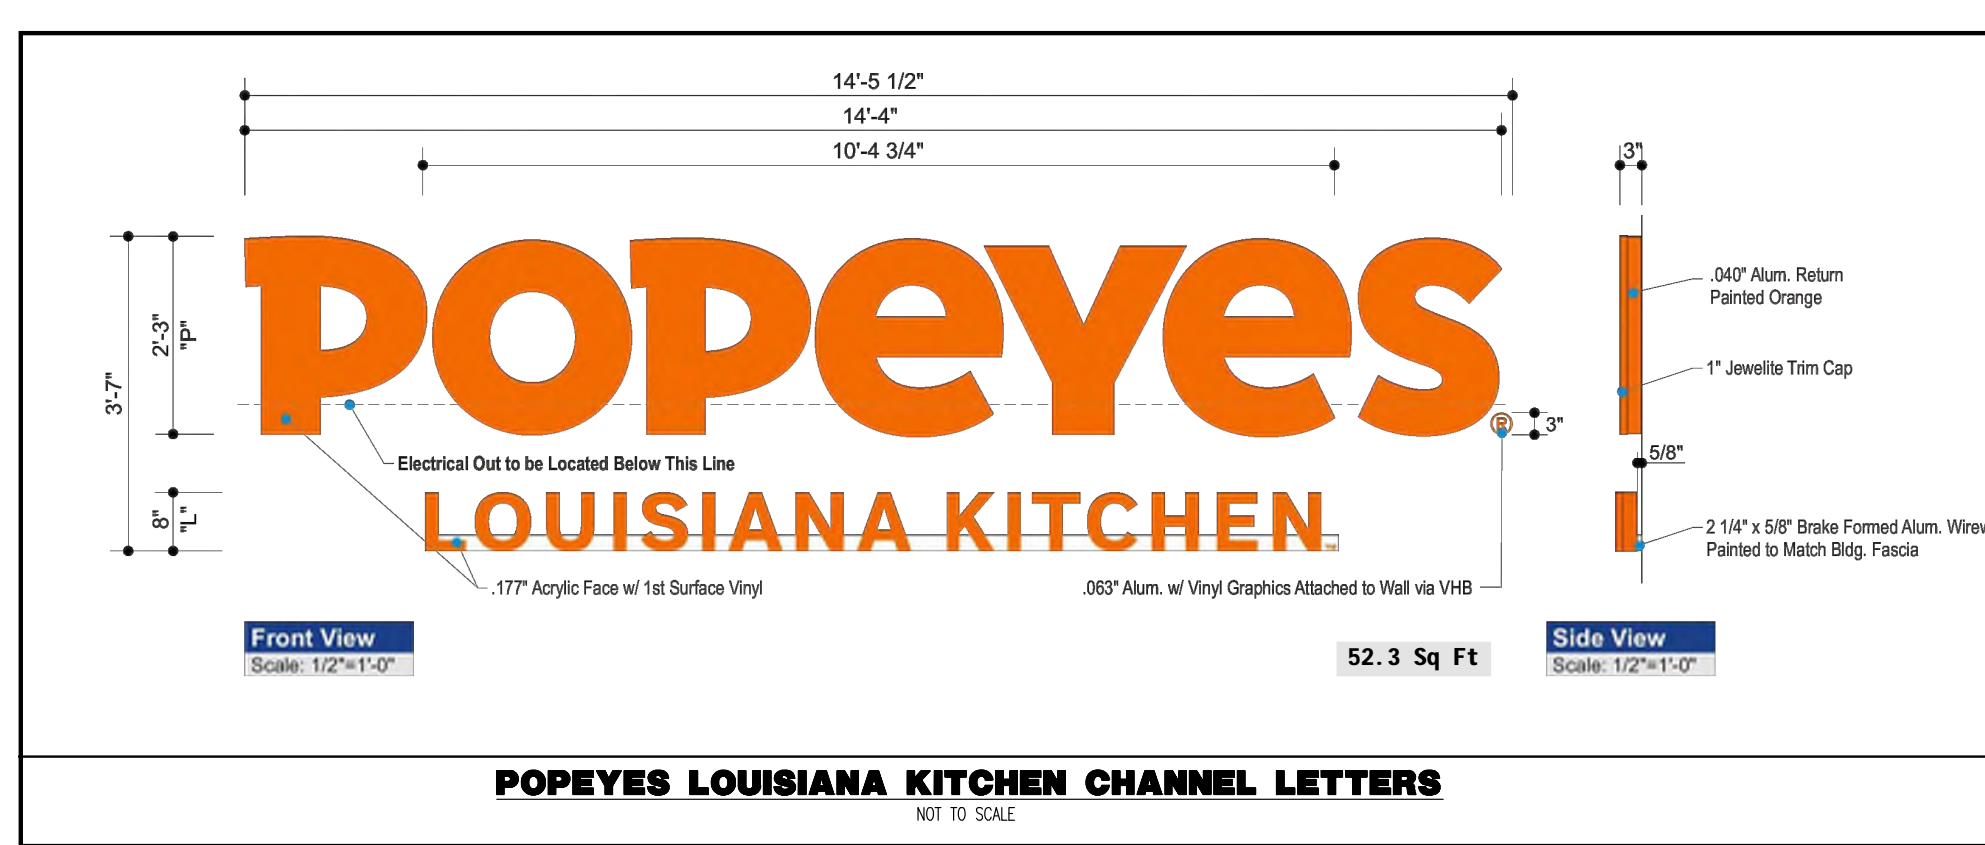 14'-5 1/2"
14'-4"
10'-4 3/4"
3"
POPEYES
®
2'-3"
"P"
3'-7"
.040" Alum. Return
Painted Orange
1" Jewelite Trim Cap
3"
5/8"
Electrical Out to be Located Below This Line
8"
"L"
LOUISIANA KITCHEN
2 1/4" x 5/8" Brake Formed Alum. Wirew
Painted to Match Bldg. Fascia
.177" Acrylic Face w/ 1st Surface Vinyl
.063" Alum. w/ Vinyl Graphics Attached to Wall via VHB
Front View
Scale: 1/2"=1'-0"
52.3 Sq Ft
Side View
Scale: 1/2"=1'-0"
POPEYES LOUISIANA KITCHEN CHANNEL LETTERS
NOT TO SCALE